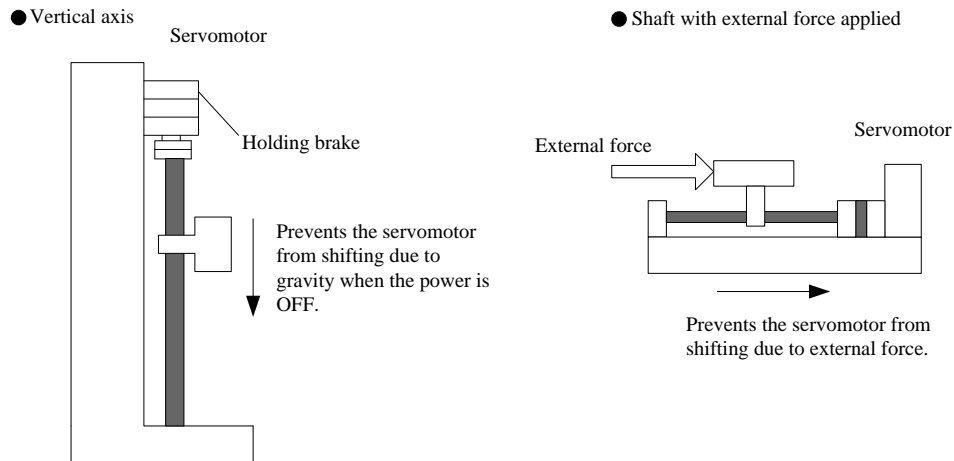 ● Vertical axis
Servomotor
Holding brake
Prevents the servomotor
from shifting due to
gravity when the power is
OFF.
● Shaft with external force applied
Servomotor
External force
Prevents the servomotor from
shifting due to external force.